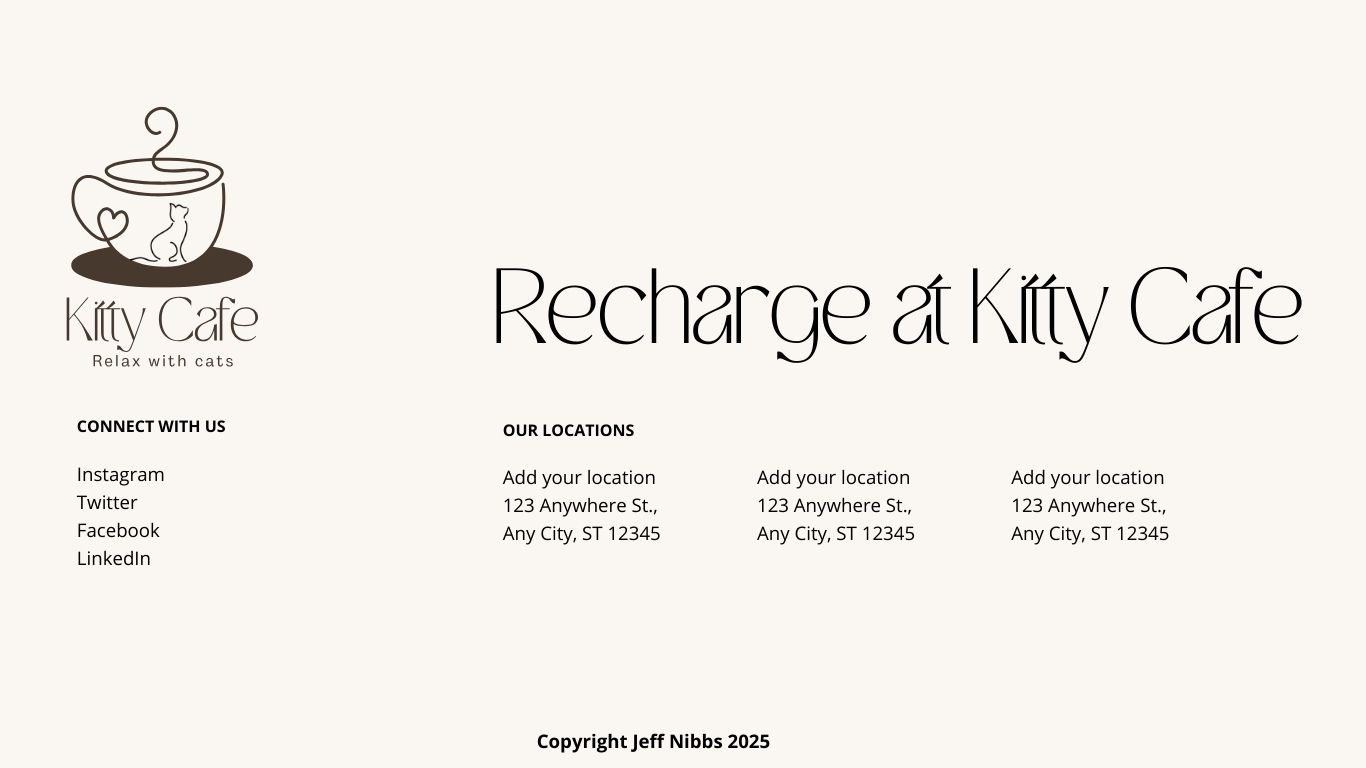 Kitty Cafe
Relax with cats
Recharge at Kitty Cafe
CONNECT WITH US
Instagram
Twitter
Facebook
LinkedIn
OUR LOCATIONS
Add your location
123 Anywhere St.,
Any City, ST 12345
Add your location
123 Anywhere St.,
Any City, ST 12345
Add your location
123 Anywhere St.,
Any City, ST 12345
Copyright Jeff Nibbs 2025